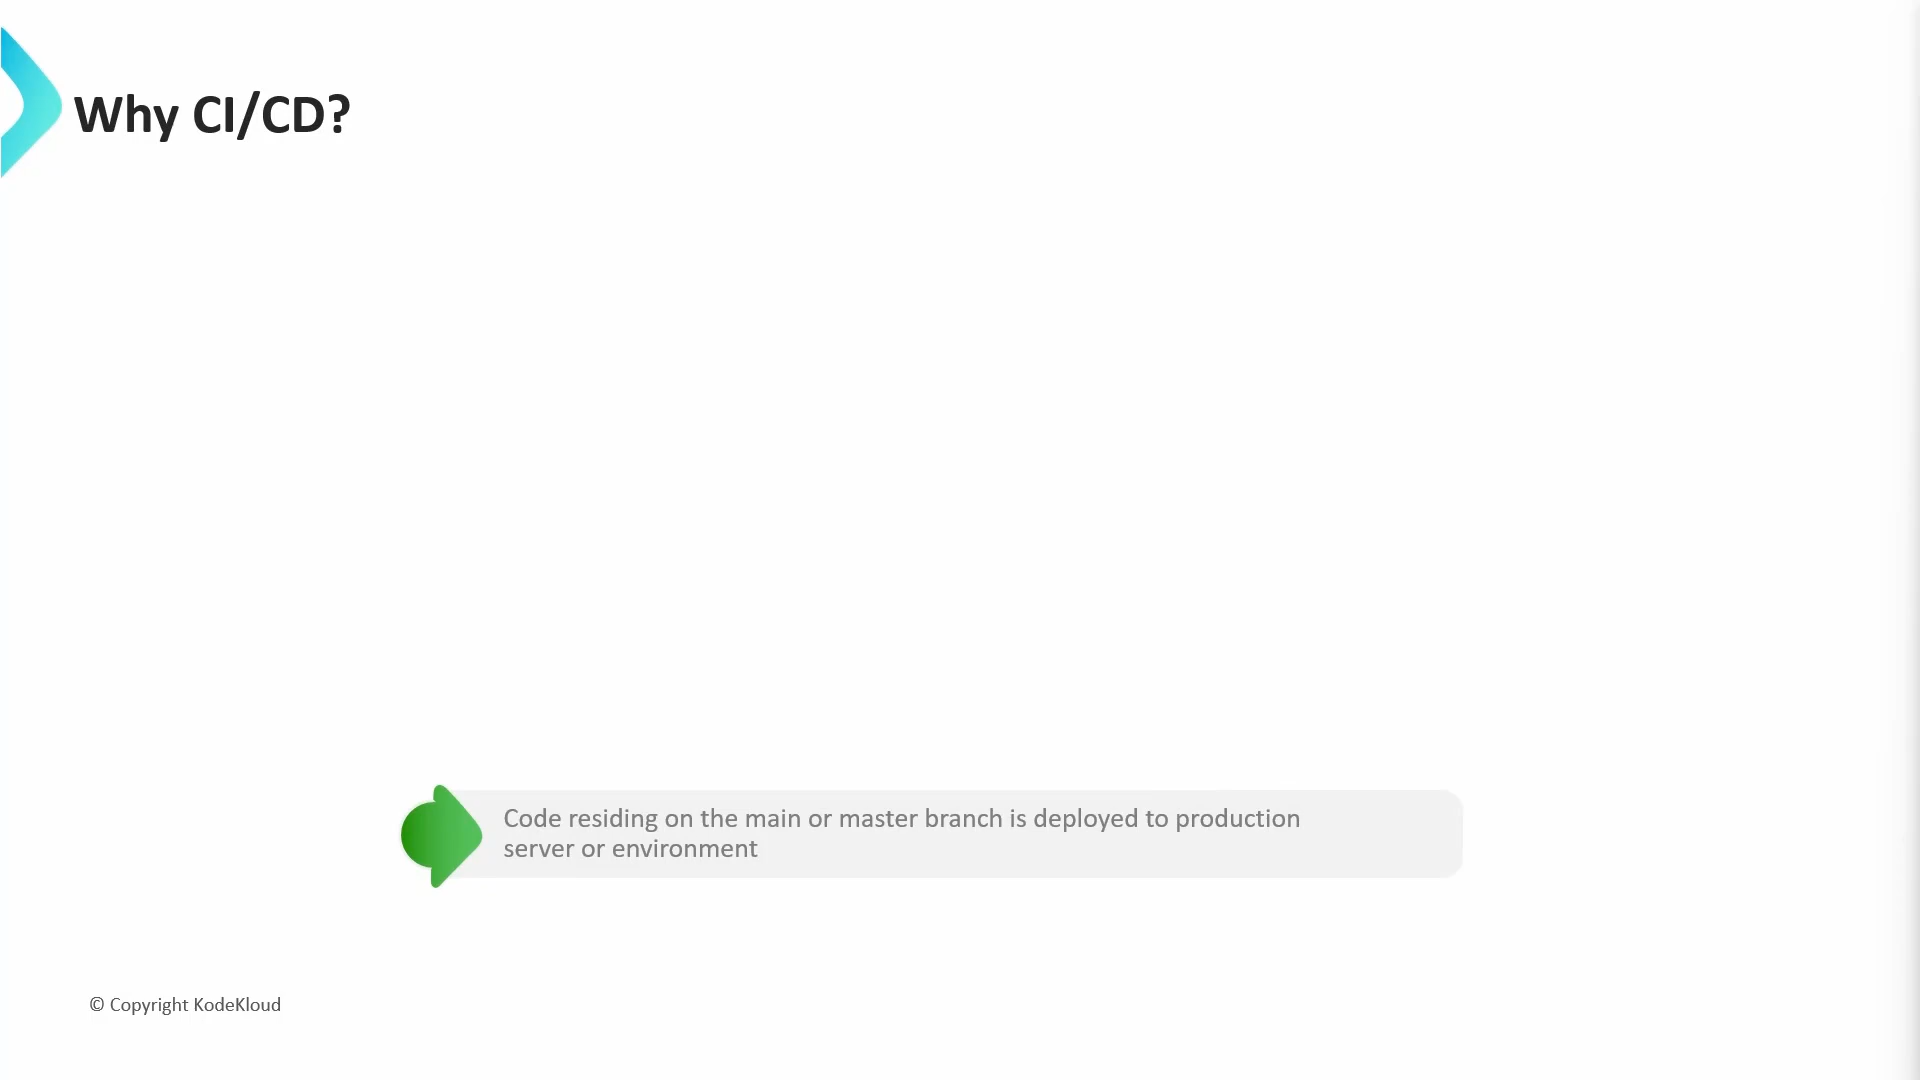 Why CI/CD?
Code residing on the main or master branch is deployed to production
server or environment
© Copyright KodeKloud